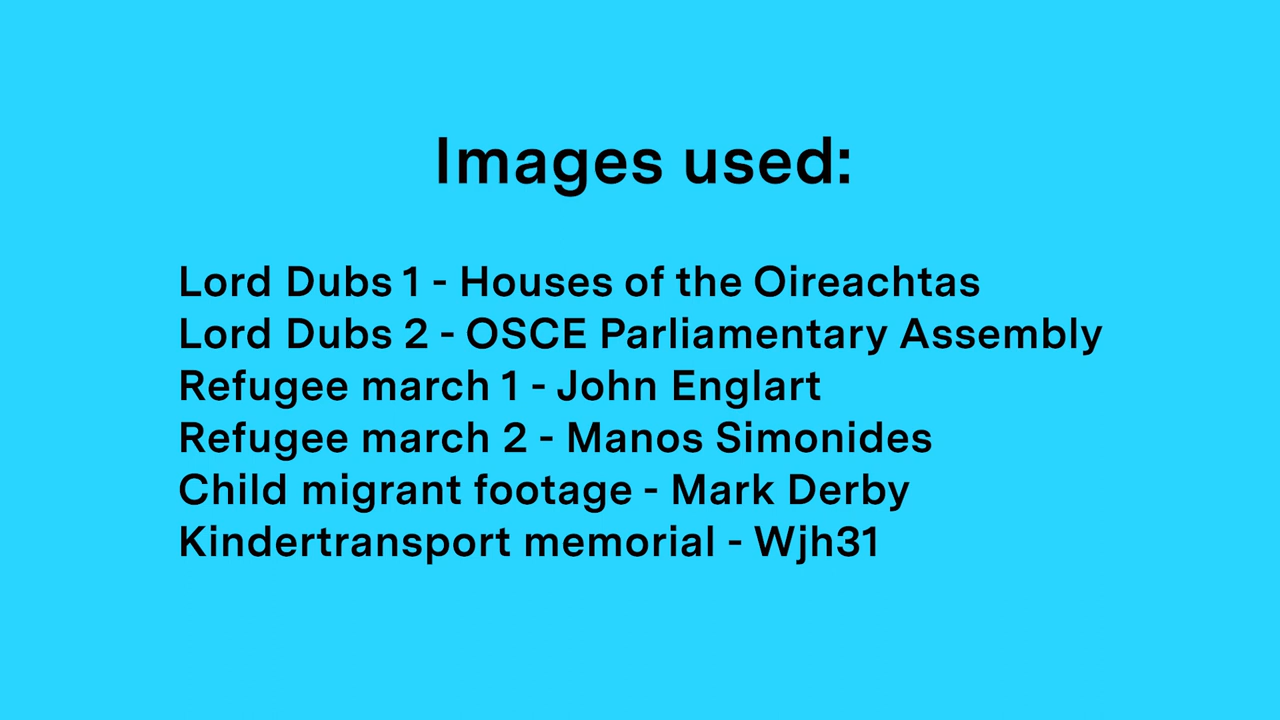 Images used:
Lord Dubs 1 - Houses of the Oireachtas
Lord Dubs 2 - OSCE Parliamentary Assembly
Refugee march 1 - John Englart
Refugee march 2 - Manos Simonides
Child migrant footage - Mark Derby
Kindertransport memorial - Wjh31